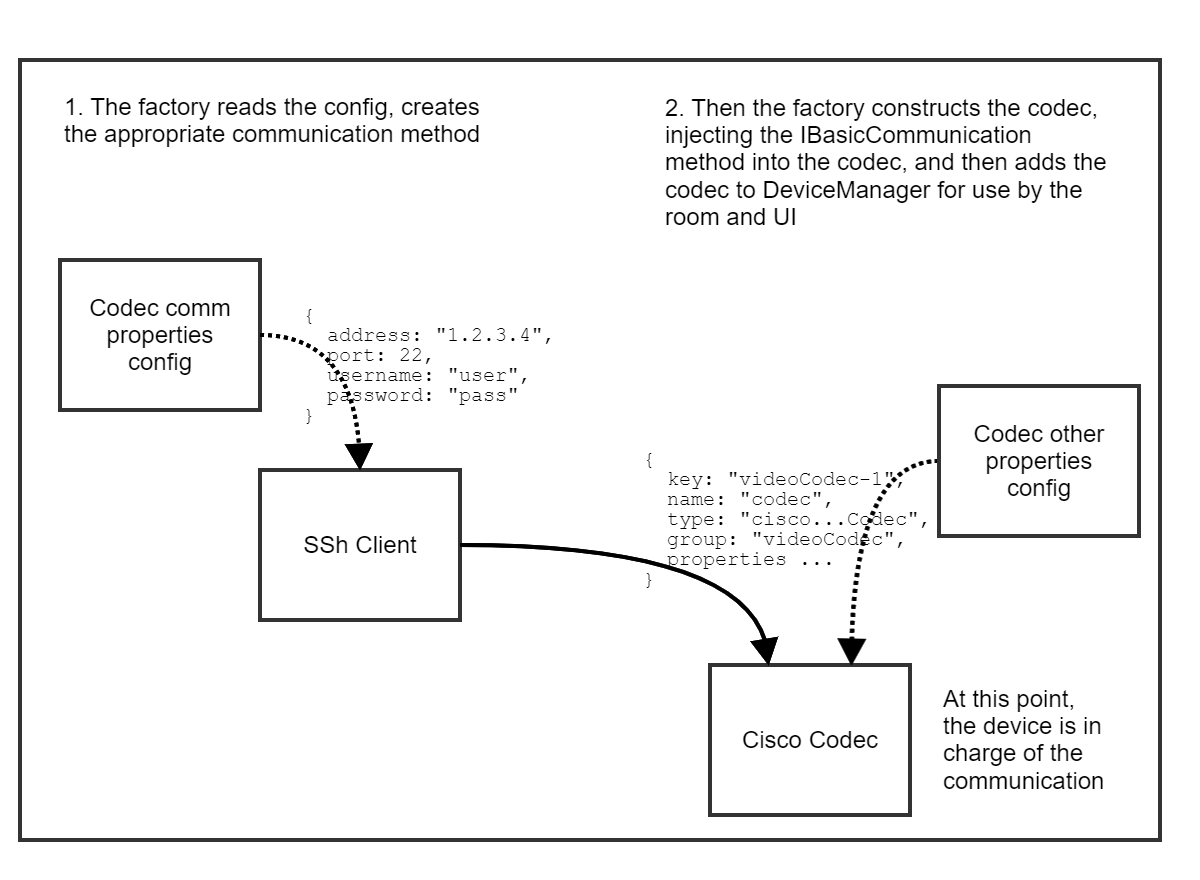 1. The factory reads the config, creates
the appropriate communication method
2. Then the factory constructs the codec,
injecting the IBasicCommunication
method into the codec, and then adds the
codec to DeviceManager for use by the
room and UI
Codec comm
properties
config
{
address: "1.2.3.4",
port: 22,
username: "user",
password: "pass"
}
SSh Client
{
key: "videoCodec-1",
name: "codec",
type: "cisco...Codec",
group: "videoCodec",
properties ...
}
Codec other
properties
config
Cisco Codec
At this point,
the device is in
charge of the
communication